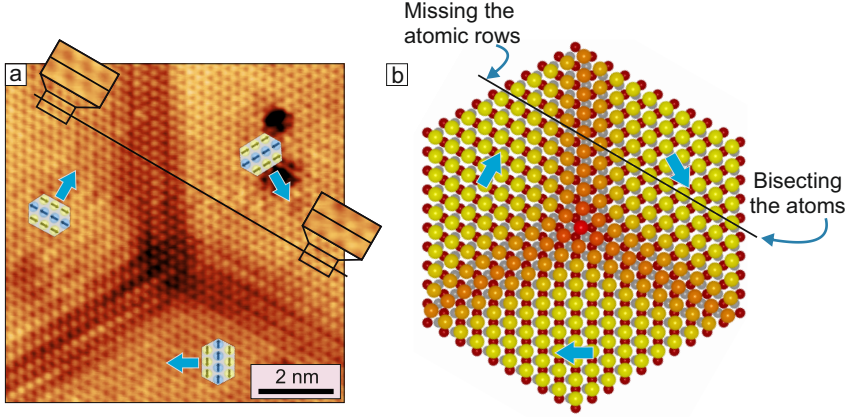 Missing the
atomic rows
a
b
Bisecting
the atoms
2 nm